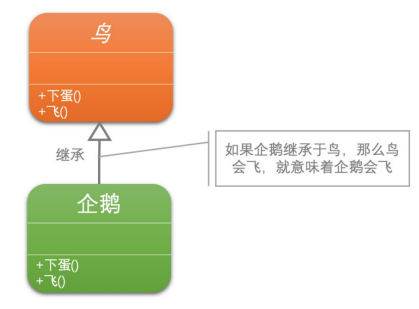 鸟
+下蛋()
+飞()
继承
如果企鹅继承于鸟，那么鸟
会飞，就意味着企鹅会飞
企鹅
+下蛋()
+飞()